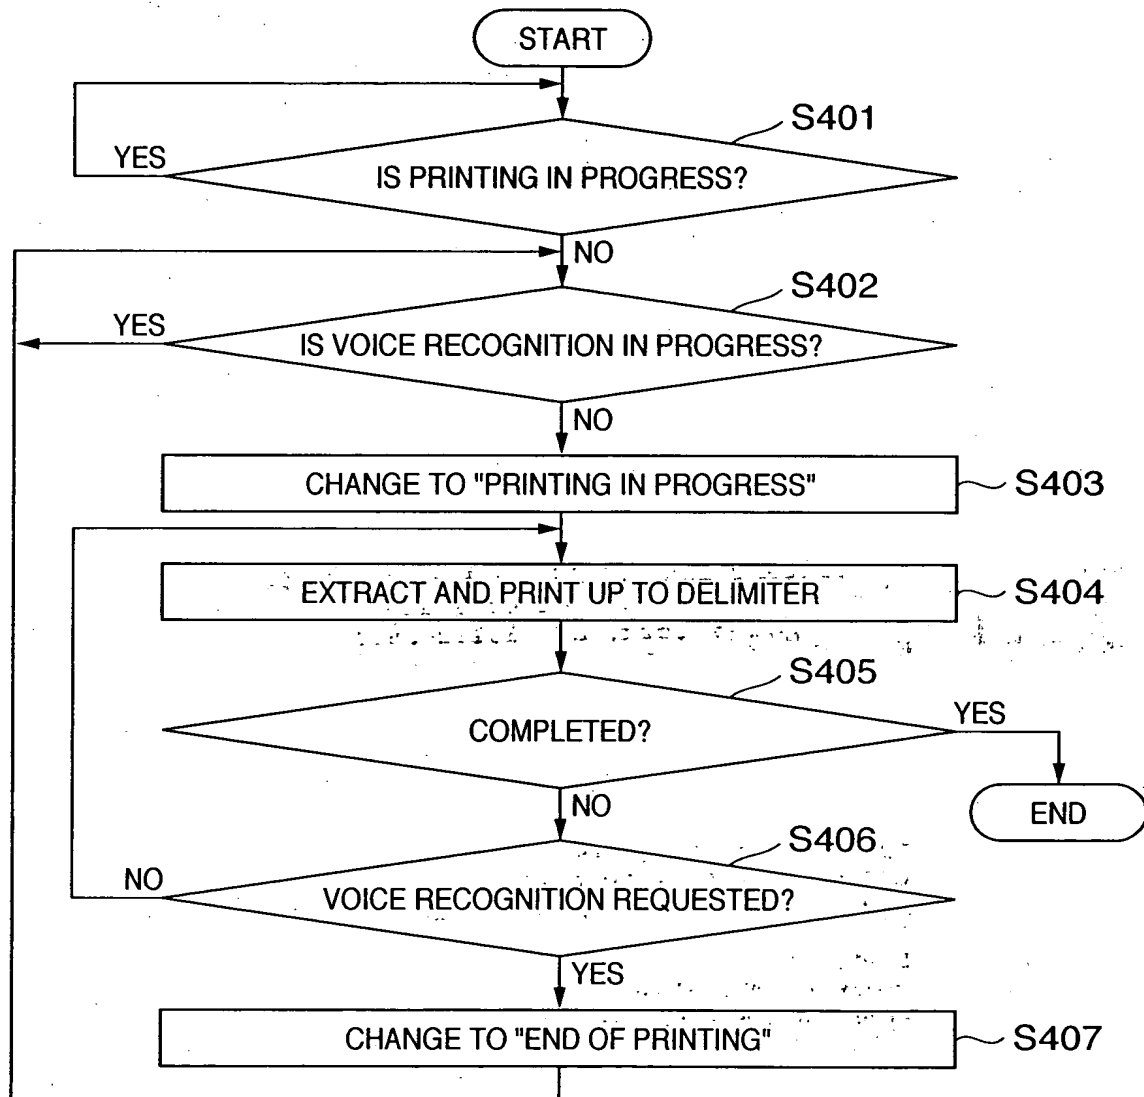 START
S401
YES
IS PRINTING IN PROGRESS?
NO
S402
YES
IS VOICE RECOGNITION IN PROGRESS?
NO
CHANGE TO "PRINTING IN PROGRESS"
S403
EXTRACT AND PRINT UP TO DELIMITER
S404
S405
COMPLETED?
YES
NO
END
S406
NO
VOICE RECOGNITION REQUESTED?
YES
CHANGE TO "END OF PRINTING"
S407